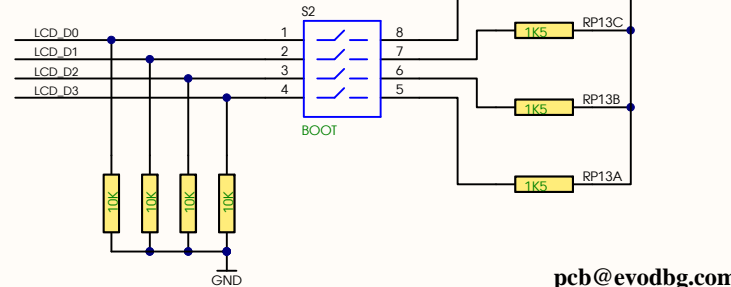 S2
LCD_D0 1 8 1K5 RP13C
LCD_D1 2 7
LCD_D2 3 6
LCD_D3 4 5 1K5 RP13B
BOOT
10K 10K 10K 10K 1K5 RP13A
GND
pcb@evodbg.com